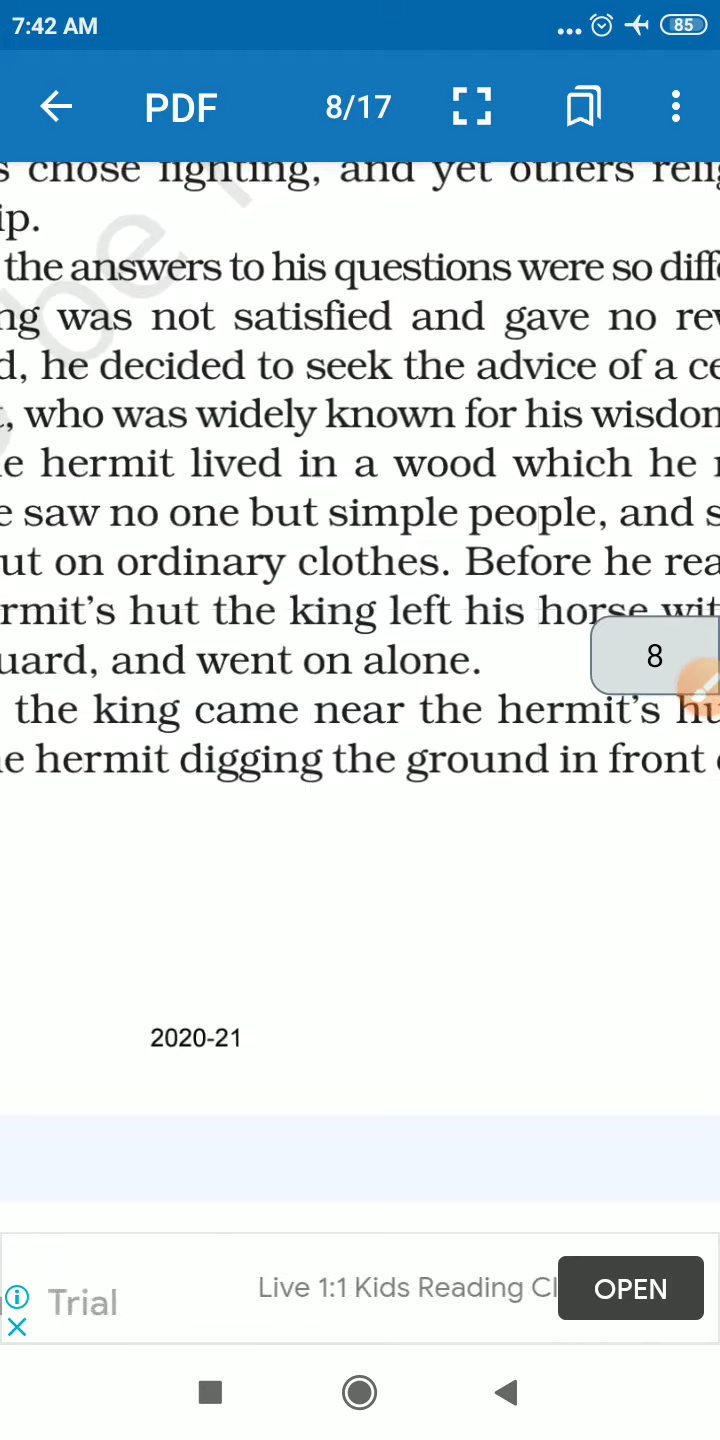 7:42 AM
85
PDF
8/17
chose fighting, and yet others
ip.
the answers to his questions were so diff
ng was not satisfied and gave no
d, he decided to seek the advice of a ce
, who was widely known for his wisdom
e hermit lived in a wood which he
e saw no one but simple people, and s
ut on ordinary clothes. Before he rea
rmit's hut the king left his horse wit
uard, and went on alone.
8
the king came near the hermit's hu
e hermit digging the ground in front
2020-21
Trial
Live 1:1 Kids Reading Cl
OPEN